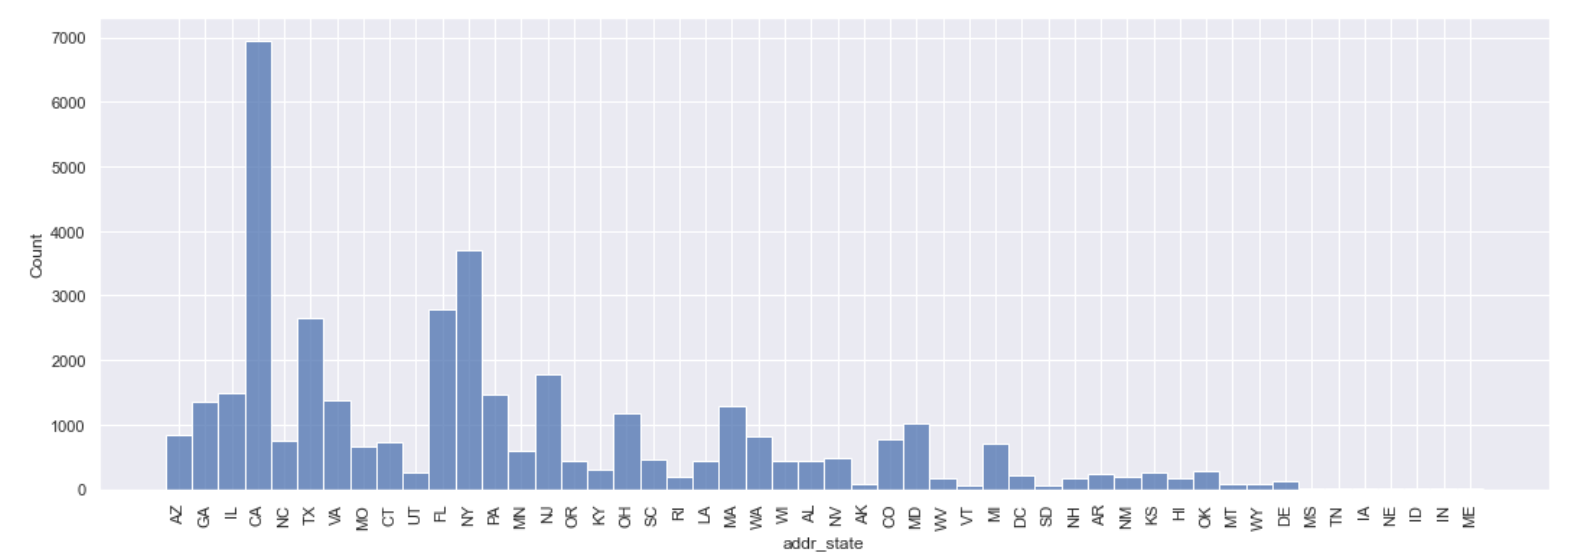 7000
6000
5000
4000
3000
2000
1000
0
Count
AZ GA IL CA NC TX VA MO CT UT FL NY PA MN NJ OR KY OH SC RI LA MA WA WI AL NV AK CO MD WV VT MI DC SD NH AR NM KS HI OK MT WY DE MS TN IA NE ID IN ME
addr_state